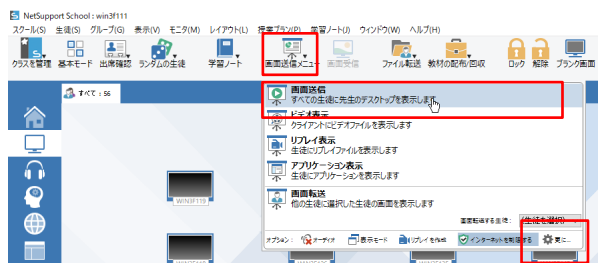 NetSupport School : win3f111
スクール(S) 生徒(S) グループ(G) 表示(V) モニタ(M) レイアウト(L) 授業プラン(P) 学習ノート(J) ウィンドウ(W) ヘルプ(H)
クラスを管理 基本モード 出席確認 ランダムの生徒 学習ノート 画面送信メニュー 画面受信 ファイル転送 教材の配布/回収 ロック 解除 ブランク画面
すべて : 56
画面送信
すべての生徒に先生のデスクトップを表示します
ビデオ表示
クライアントにビデオファイルを表示します
リプレイ表示
生徒にリプレイファイルを表示します
アプリケーション表示
生徒にアプリケーションを表示します
画面転送
他の生徒に選択した生徒の画面を表示します
WIN3F119
画面転送する生徒: (生徒を選択)
オプション: オーディオ 表示モード リプレイを作成 インターネットを制限する 更に...